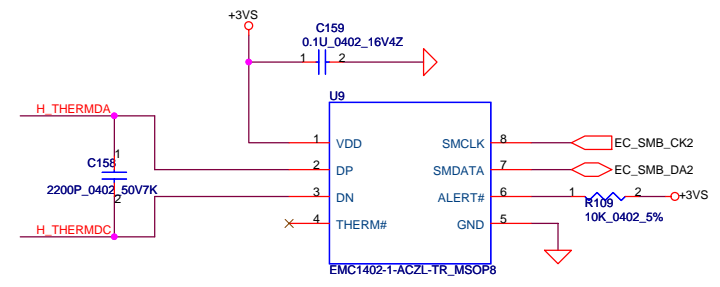 +3VS
C159
0.1U_0402_16V4Z
1 2
U9
H_THERMDA
1 VDD SMCLK 8 EC_SMB_CK2
1
C158
2 DP SMDATA 7 EC_SMB_DA2
2200P_0402_50V7K
2
3 DN ALERT# 6 1 2 +3VS
R109
10K_0402_5%
H_THERMDC
4 THERM# GND 5
EMC1402-1-ACZL-TR_MSOP8